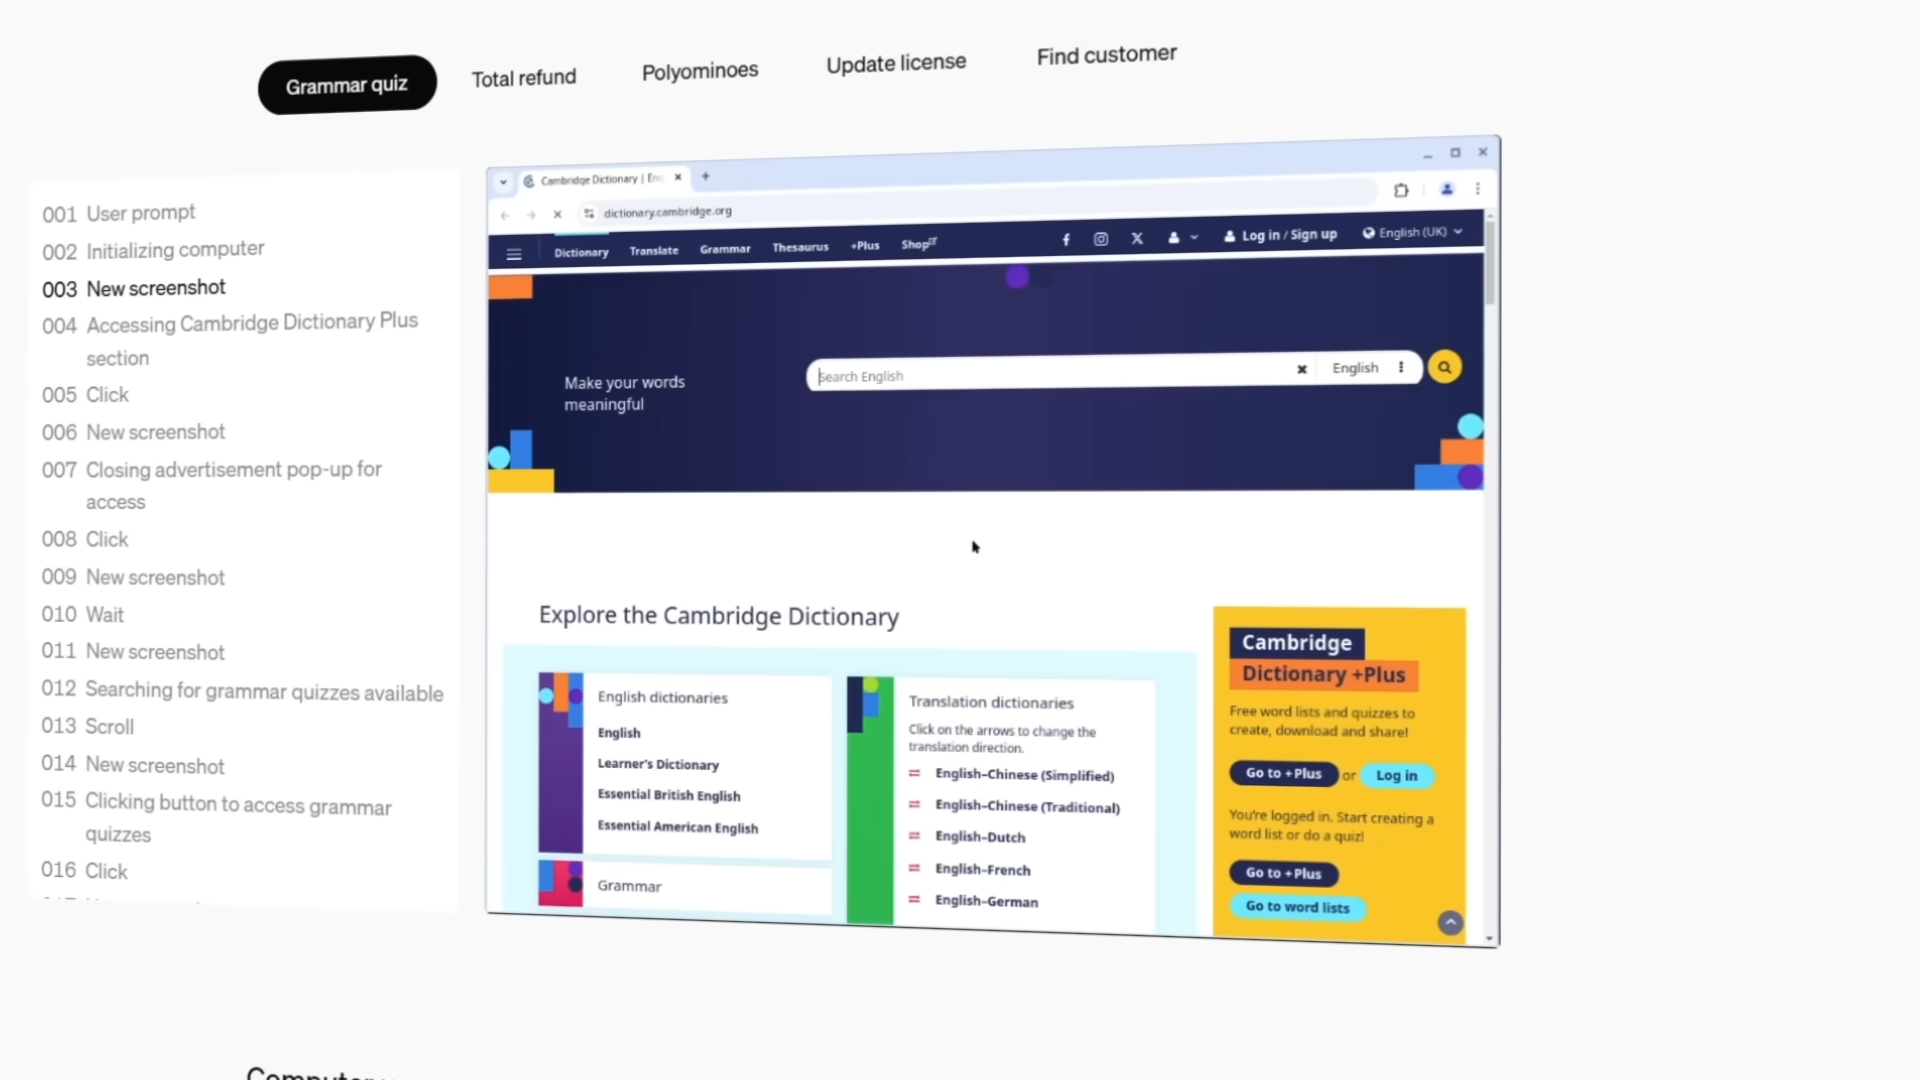 Grammar quiz
Total refund
Polyominoes
Update license
Find customer
001 User prompt
002 Initializing computer
003 New screenshot
004 Accessing Cambridge Dictionary Plus
section
005 Click
006 New screenshot
007 Closing advertisement pop-up for
access
008 Click
009 New screenshot
010 Wait
011 New screenshot
012 Searching for grammar quizzes available
013 Scroll
014 New screenshot
015 Clicking button to access grammar
quizzes
016 Click
Cambridge Dictionary | En
dictionary.cambridge.org
Dictionary
Translate
Grammar
Thesaurus
+Plus
Shop
Log in / Sign up
English (UK)
Make your words
meaningful
Search English
English
Explore the Cambridge Dictionary
English dictionaries
English
Learner's Dictionary
Essential British English
Essential American English
Grammar
Translation dictionaries
Click on the arrows to change the
translation direction.
English–Chinese (Simplified)
English–Chinese (Traditional)
English–Dutch
English–French
English–German
Cambridge
Dictionary +Plus
Free word lists and quizzes to
create, download and share!
Go to +Plus or Log in
You're logged in. Start creating a
word list or do a quiz!
Go to +Plus
Go to word lists